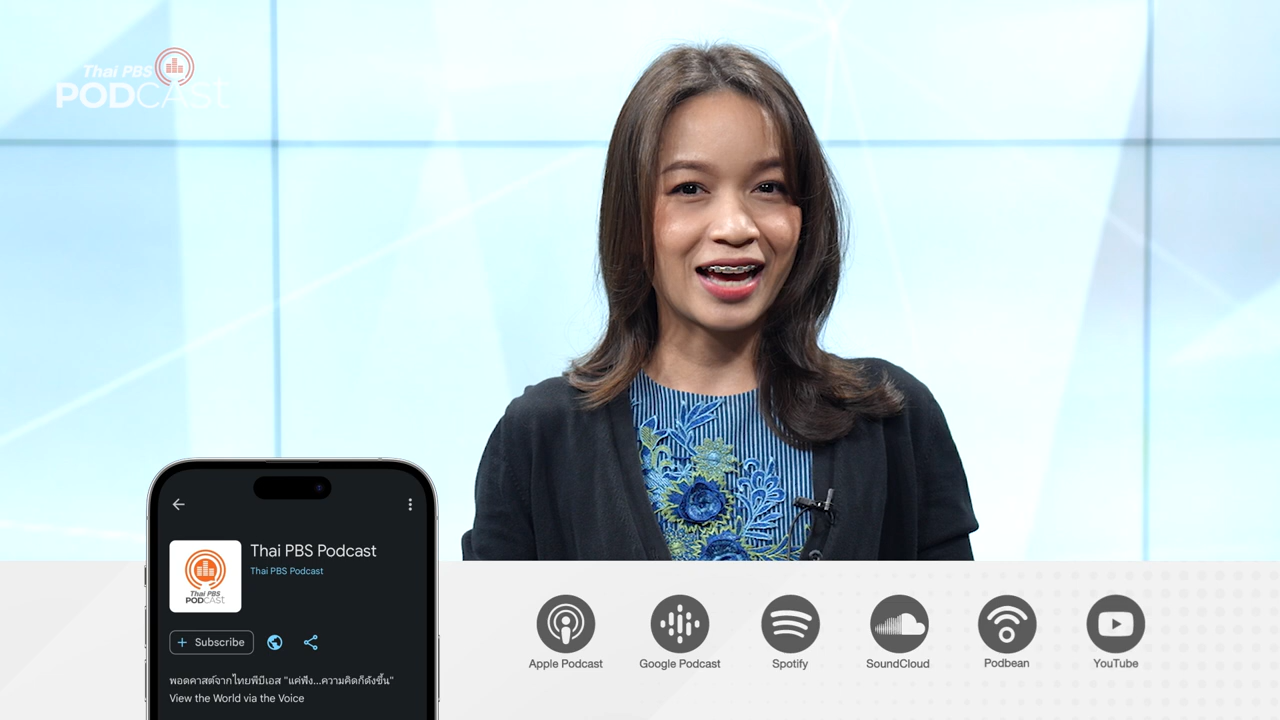 Thai PBS
PODCAST
Thai PBS Podcast
Thai PBS Podcast
Thai PBS
PODCAST
+ Subscribe
พอดคาสต์จากไทยพีบีเอส "แค่ฟัง...ความคิดก็ดังขึ้น"
View the World via the Voice
Apple Podcast
Google Podcast
Spotify
SoundCloud
Podbean
YouTube